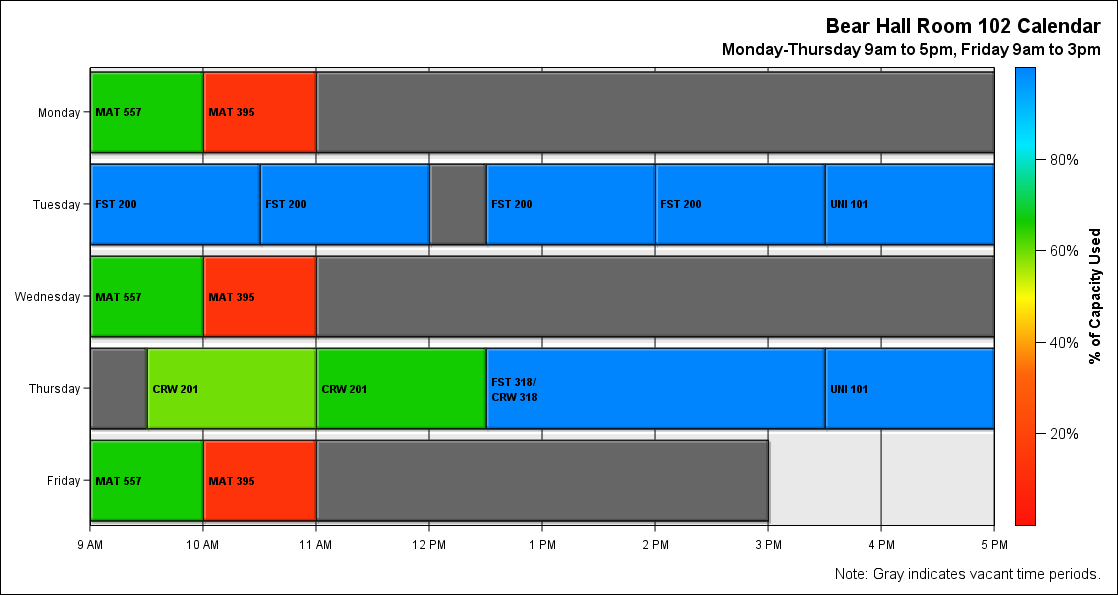 Bear Hall Room 102 Calendar
Monday-Thursday 9am to 5pm, Friday 9am to 3pm
Monday
MAT 557
MAT 395
Tuesday
FST 200
FST 200
FST 200
FST 200
UNI 101
Wednesday
MAT 557
MAT 395
Thursday
CRW 201
CRW 201
FST 318/
CRW 318
UNI 101
Friday
MAT 557
MAT 395
9 AM
10 AM
11 AM
12 PM
1 PM
2 PM
3 PM
4 PM
5 PM
80%
60%
40%
20%
% of Capacity Used
Note: Gray indicates vacant time periods.